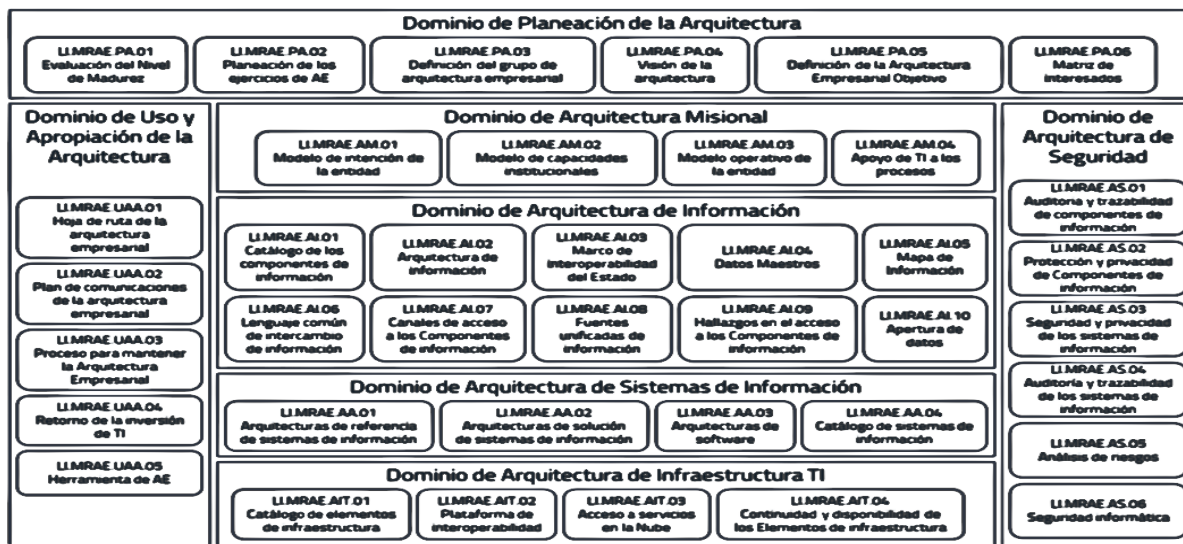 Dominio de Planeación de la Arquitectura
LI.MRAE.PA.01
Evaluación del Nivel
de Madurez
LI.MRAE.PA.02
Planeación de los
ejercicios de AE
LI.MRAE.PA.03
Definición del grupo de
arquitectura empresarial
LI.MRAE.PA.04
Visión de la
arquitectura
LI.MRAE.PA.05
Definición de la Arquitectura
Empresarial Objetivo
LI.MRAE.PA.06
Matriz de
interesados
Dominio de Uso y
Apropiación de la
Arquitectura
LI.MRAE.UAA.01
Hoja de ruta de la
arquitectura
empresarial
LI.MRAE.UAA.02
Plan de comunicaciones
de la arquitectura
empresarial
LI.MRAE.UAA.03
Proceso para mantener
la Arquitectura
Empresarial
LI.MRAE.UAA.04
Retorno de la inversión
de TI
LI.MRAE.UAA.05
Herramienta de AE
Dominio de Arquitectura Misional
LI.MRAE.AM.01
Modelo de intención de
la entidad
LI.MRAE.AM.02
Modelo de capacidades
institucionales
LI.MRAE.AM.03
Modelo operativo de
la entidad
LI.MRAE.AM.04
Apoyo de TI a los
procesos
Dominio de Arquitectura de Información
LI.MRAE.AI.01
Catálogo de los
componentes de
información
LI.MRAE.AI.02
Arquitectura de
información
LI.MRAE.AI.03
Marco de
interoperabilidad
del Estado
LI.MRAE.AI.04
Datos Maestros
LI.MRAE.AI.05
Mapa de
Información
LI.MRAE.AI.06
Lenguaje común
de intercambio
de información
LI.MRAE.AI.07
Canales de acceso
a los Componentes
de información
LI.MRAE.AI.08
Fuentes
unificadas de
información
LI.MRAE.AI.09
Hallazgos en el acceso
a los Componentes de
información
LI.MRAE.AI.10
Apertura de
datos
Dominio de Arquitectura de Sistemas de Información
LI.MRAE.AA.01
Arquitecturas de referencia
de sistemas de información
LI.MRAE.AA.02
Arquitecturas de solución
de sistemas de información
LI.MRAE.AA.03
Arquitecturas de
software
LI.MRAE.AA.04
Catálogo de sistemas de
información
Dominio de Arquitectura de Infraestructura TI
LI.MRAE.AIT.01
Catálogo de elementos
de infraestructura
LI.MRAE.AIT.02
Plataforma de
interoperabilidad
LI.MRAE.AIT.03
Acceso a servicios
en la Nube
LI.MRAE.AIT.04
Continuidad y disponibilidad de
los Elementos de infraestructura
Dominio de
Arquitectura de
Seguridad
LI.MRAE.AS.01
Auditoría y trazabilidad
de componentes de
información
LI.MRAE.AS.02
Protección y privacidad
de Componentes de
información
LI.MRAE.AS.03
Seguridad y privacidad
de los sistemas de
información
LI.MRAE.AS.04
Auditoría y trazabilidad
de los sistemas de
información
LI.MRAE.AS.05
Análisis de riesgos
LI.MRAE.AS.06
Seguridad informática